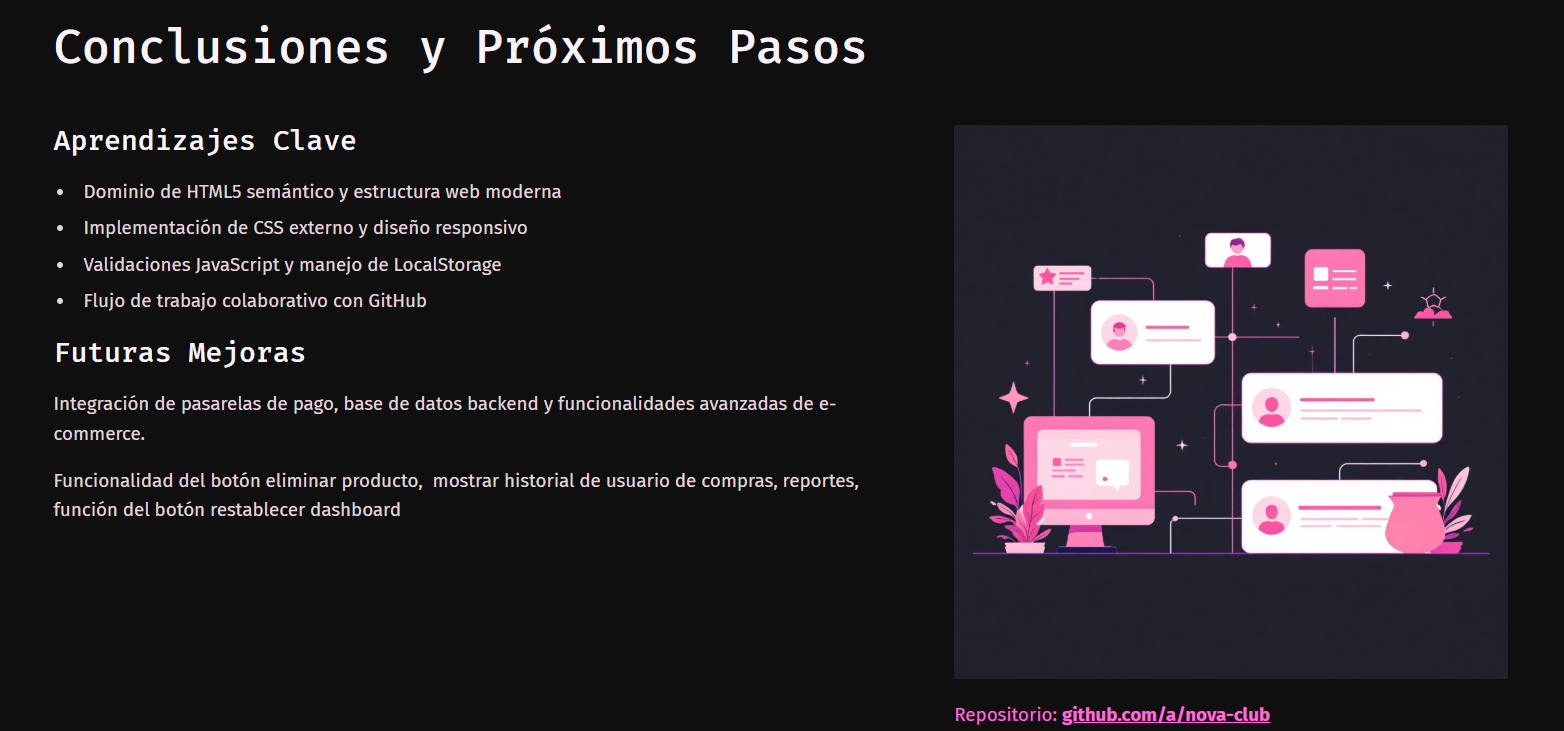 Conclusiones y Próximos Pasos
Aprendizajes Clave
• Dominio de HTML5 semántico y estructura web moderna
• Implementación de CSS externo y diseño responsivo
• Validaciones JavaScript y manejo de LocalStorage
• Flujo de trabajo colaborativo con GitHub
Futuras Mejoras
Integración de pasarelas de pago, base de datos backend y funcionalidades avanzadas de e-
commerce.
Funcionalidad del botón eliminar producto,  mostrar historial de usuario de compras, reportes,
función del botón restablecer dashboard
Repositorio: github.com/a/nova-club